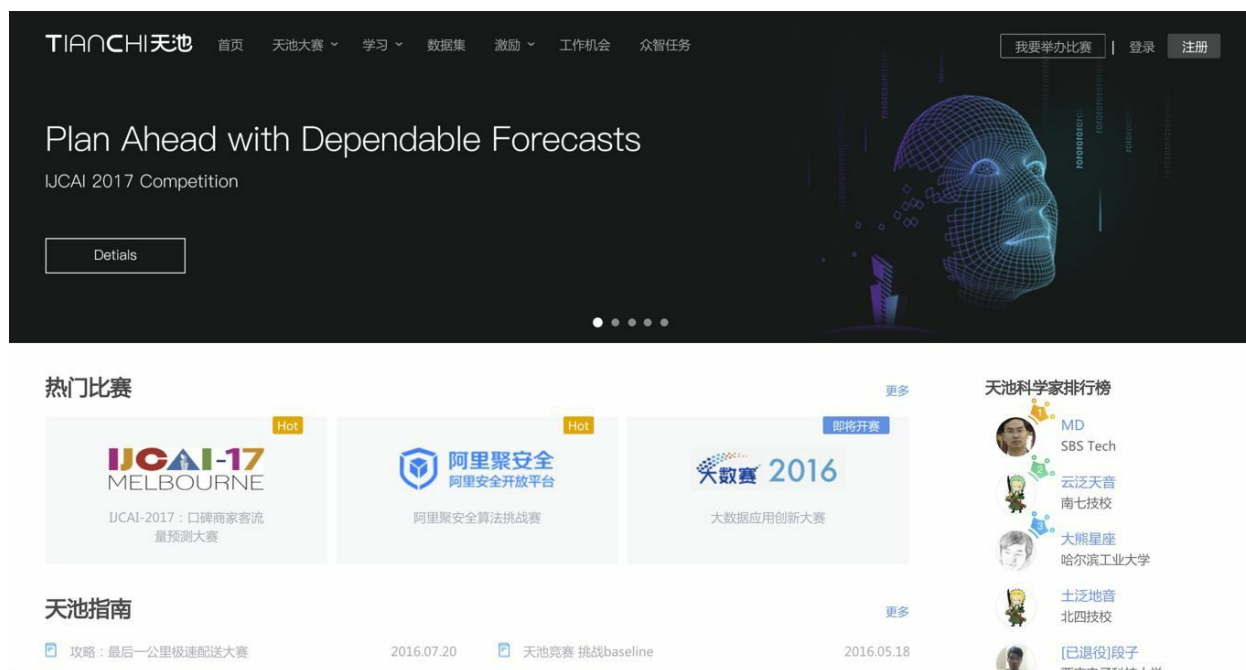 TIANCHI天池 首页 天池大赛 学习 数据集 激励 工作机会 众智任务 我要举办比赛 | 登录 注册
Plan Ahead with Dependable Forecasts
IJCAI 2017 Competition
Detials
热门比赛 更多
Hot
IJCAI-17
MELBOURNE
IJCAI-2017：口碑商家客流
量预测大赛
Hot
阿里聚安全
阿里安全开放平台
阿里聚安全算法挑战赛
即将开赛
大数赛 2016
大数据应用创新大赛
天池指南 更多
攻略：最后一公里极速配送大赛 2016.07.20
天池竞赛 挑战baseline 2016.05.18
天池科学家排行榜
1
MD
SBS Tech
2
云泛天音
南七技校
3
大熊星座
哈尔滨工业大学
土泛地音
北四技校
[已退役]段子